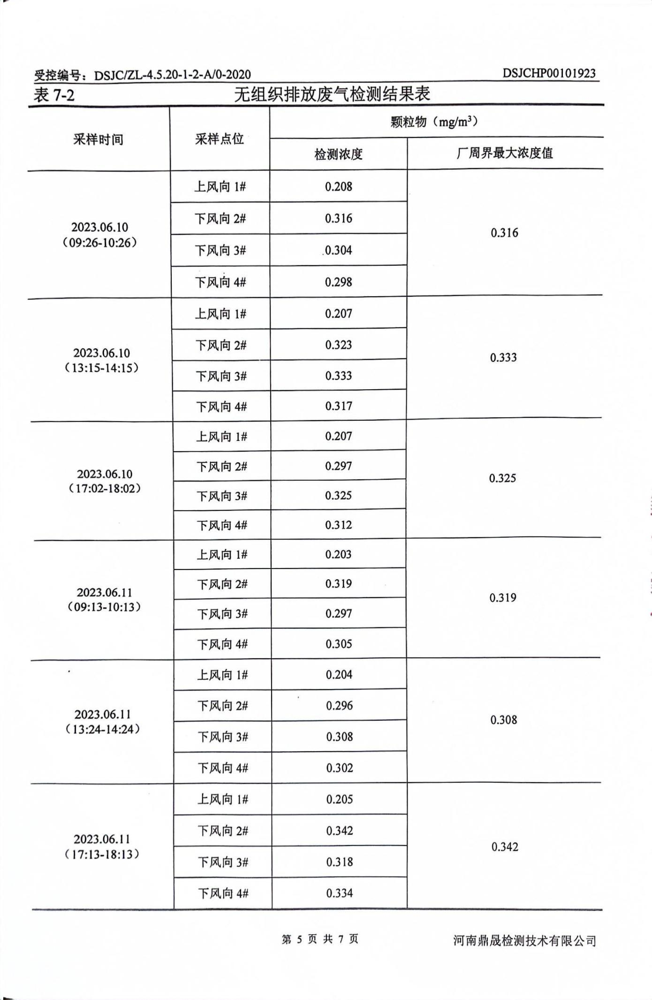 受控编号：DSJC/ZL-4.5.20-1-2-A/0-2020 DSJCHP00101923
表 7-2 无组织排放废气检测结果表
采样时间 采样点位 颗粒物（mg/m³）
检测浓度 厂周界最大浓度值
2023.06.10
（09:26-10:26）
上风向 1# 0.208
下风向 2# 0.316
下风向 3# 0.304
下风向 4# 0.298
0.316
2023.06.10
（13:15-14:15）
上风向 1# 0.207
下风向 2# 0.323
下风向 3# 0.333
下风向 4# 0.317
0.333
2023.06.10
（17:02-18:02）
上风向 1# 0.207
下风向 2# 0.297
下风向 3# 0.325
下风向 4# 0.312
0.325
2023.06.11
（09:13-10:13）
上风向 1# 0.203
下风向 2# 0.319
下风向 3# 0.297
下风向 4# 0.305
0.319
2023.06.11
（13:24-14:24）
上风向 1# 0.204
下风向 2# 0.296
下风向 3# 0.308
下风向 4# 0.302
0.308
2023.06.11
（17:13-18:13）
上风向 1# 0.205
下风向 2# 0.342
下风向 3# 0.318
下风向 4# 0.334
0.342
第 5 页 共 7 页 河南鼎晟检测技术有限公司